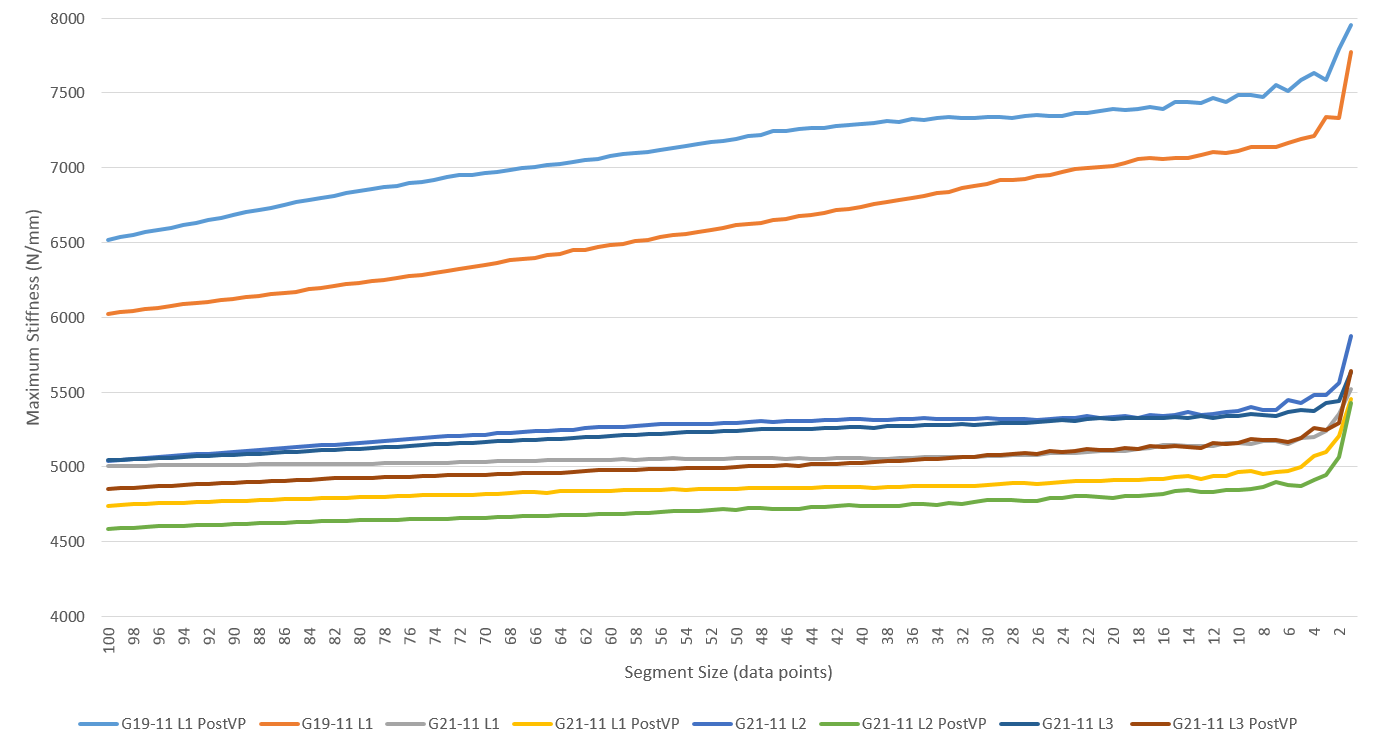 8000
7500
7000
6500
6000
5500
5000
4500
4000
Maximum Stiffness (N/mm)
100 98 96 94 92 90 88 86 84 82 80 78 76 74 72 70 68 66 64 62 60 58 56 54 52 50 48 46 44 42 40 38 36 34 32 30 28 26 24 22 20 18 16 14 12 10 8 6 4 2
Segment Size (data points)
G19-11 L1 PostVP G19-11 L1 G21-11 L1 G21-11 L1 PostVP G21-11 L2 G21-11 L2 PostVP G21-11 L3 G21-11 L3 PostVP